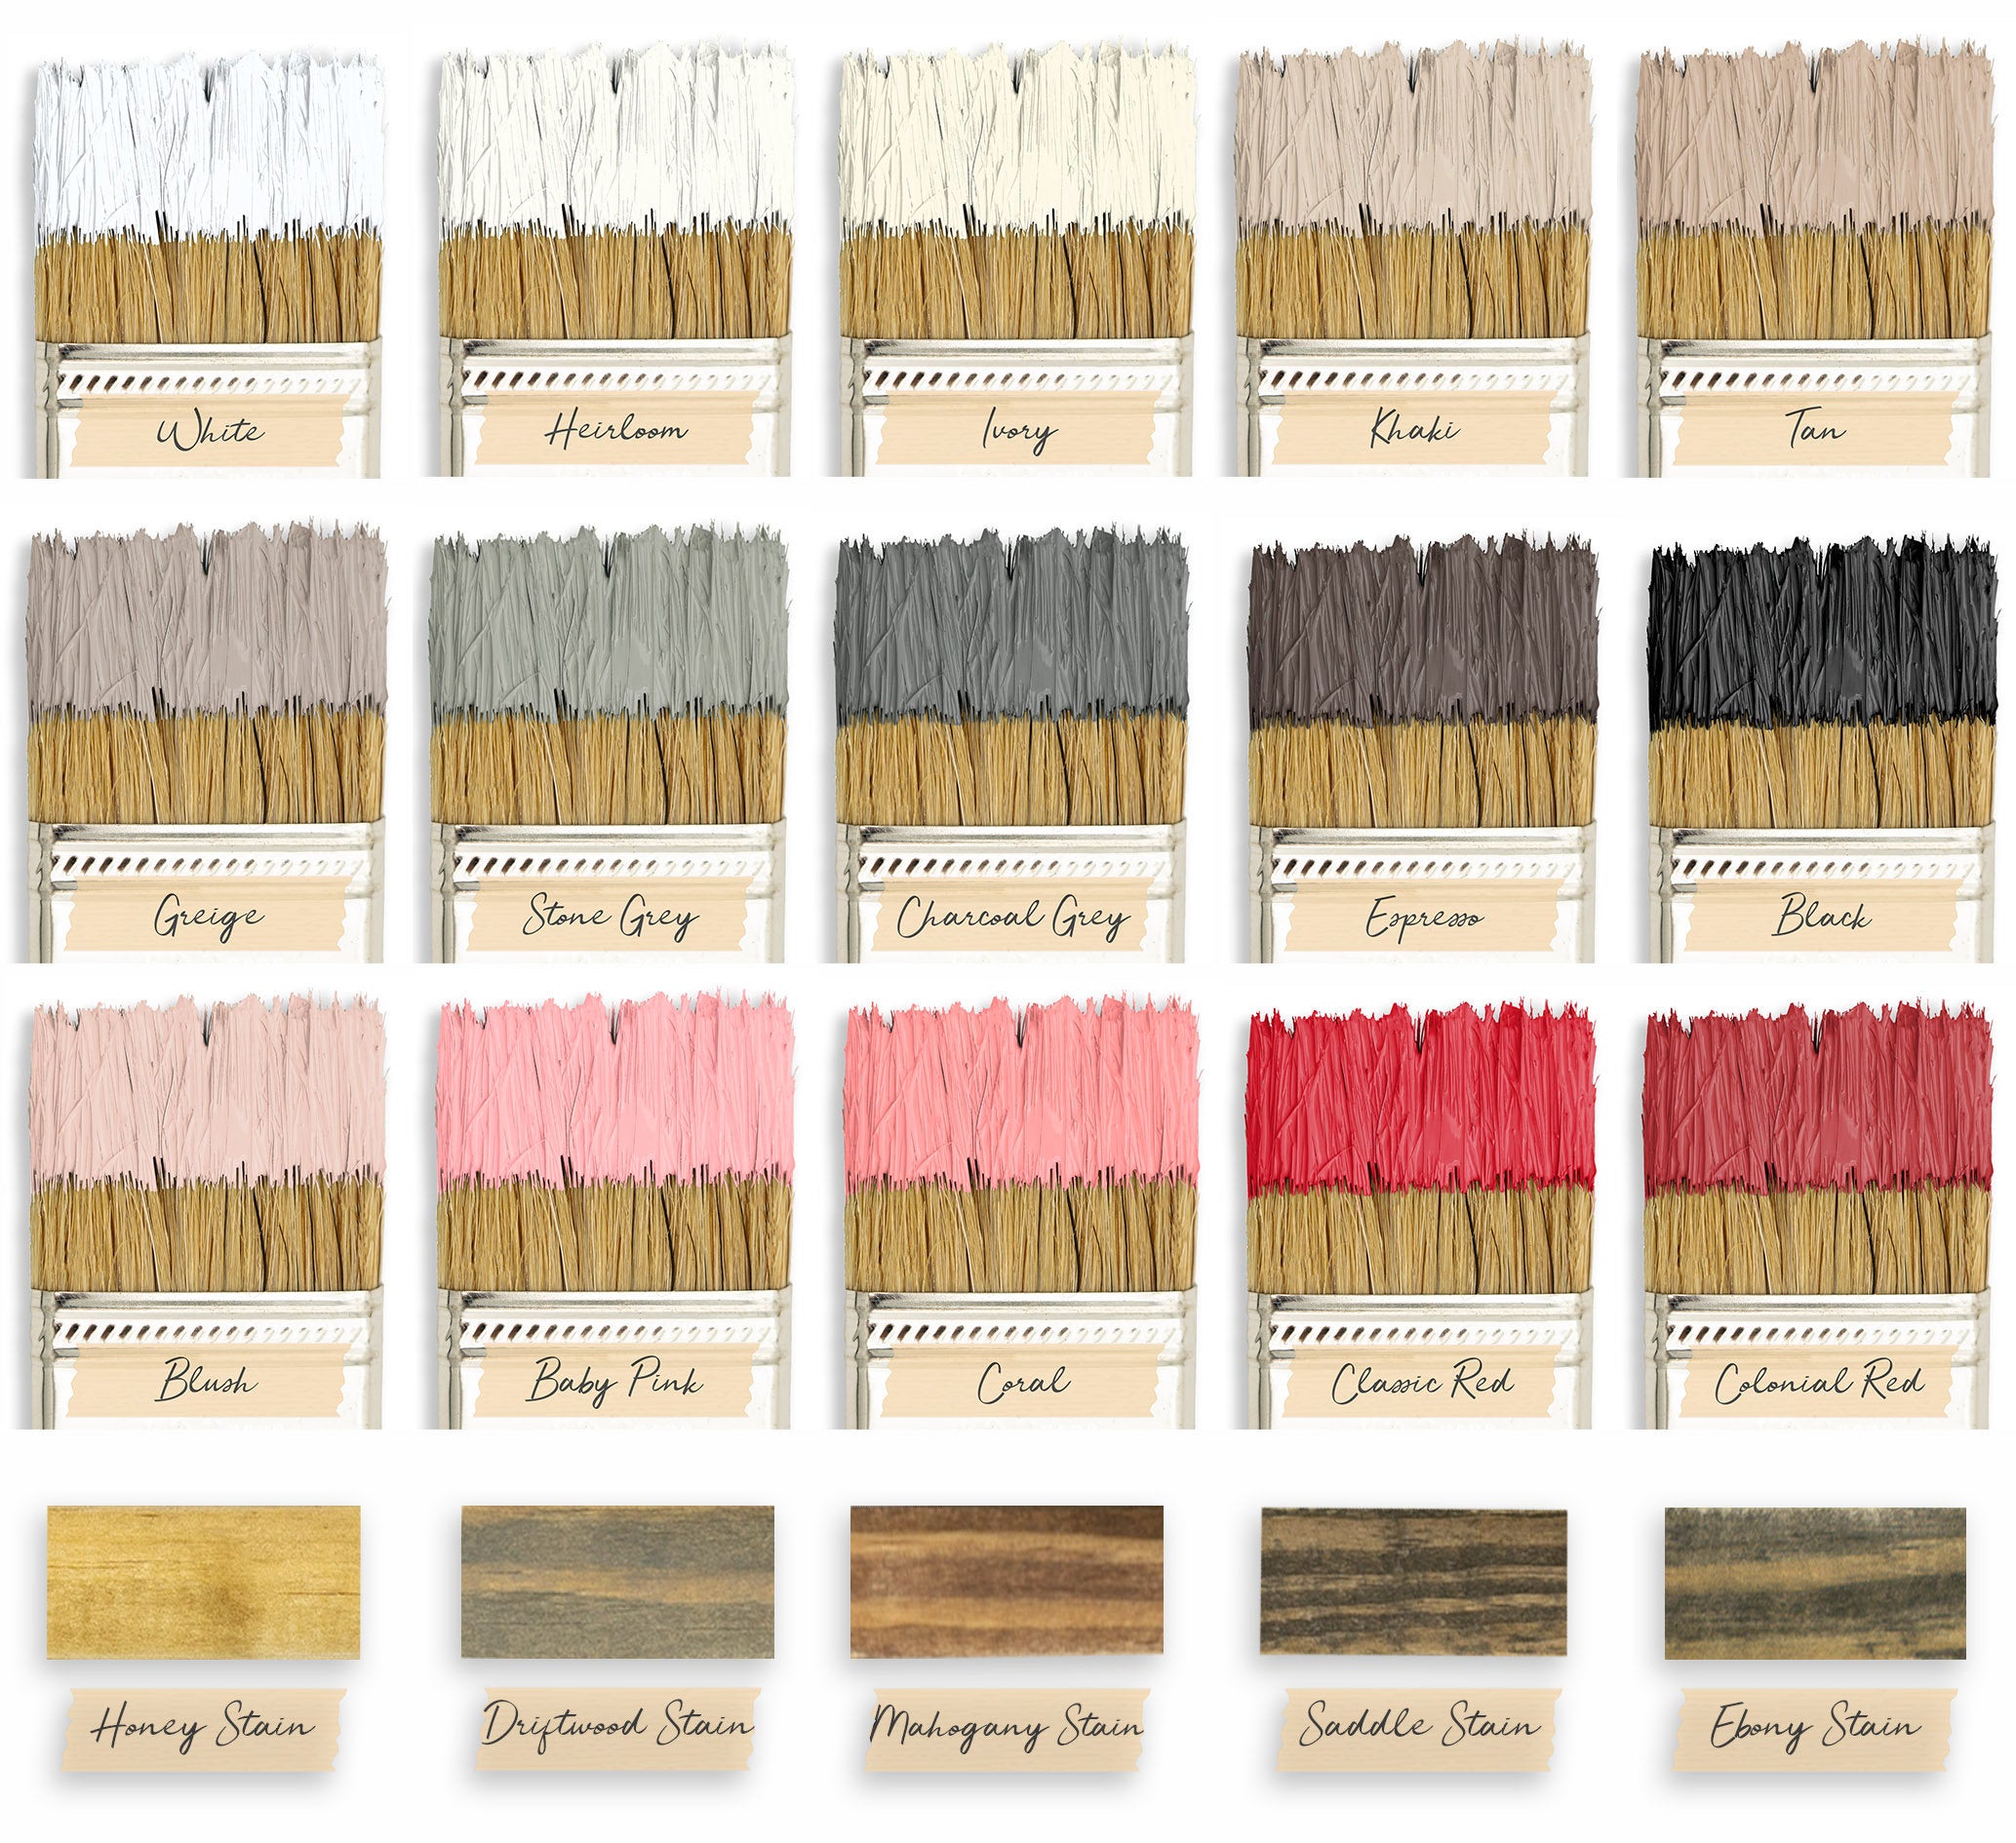 White
Heirloom
Ivory
Khaki
Tan
Greige
Stone Grey
Charcoal Grey
Espresso
Black
Blush
Baby Pink
Coral
Classic Red
Colonial Red
Honey Stain
Driftwood Stain
Mahogany Stain
Saddle Stain
Ebony Stain